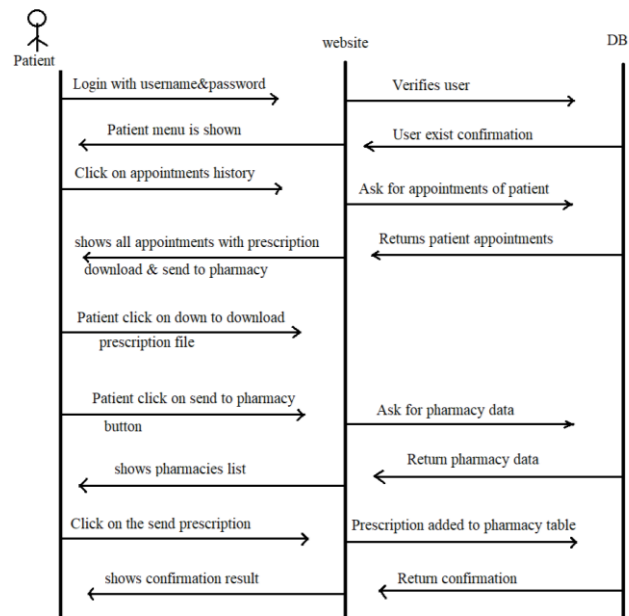 Patient
website
DB
Login with username&password
Verifies user
Patient menu is shown
User exist confirmation
Click on appointments history
Ask for appointments of patient
shows all appointments with prescription
download & send to pharmacy
Returns patient appointments
Patient click on down to download
prescription file
Patient click on send to pharmacy
button
Ask for pharmacy data
shows pharmacies list
Return pharmacy data
Click on the send prescription
Prescription added to pharmacy table
shows confirmation result
Return confirmation